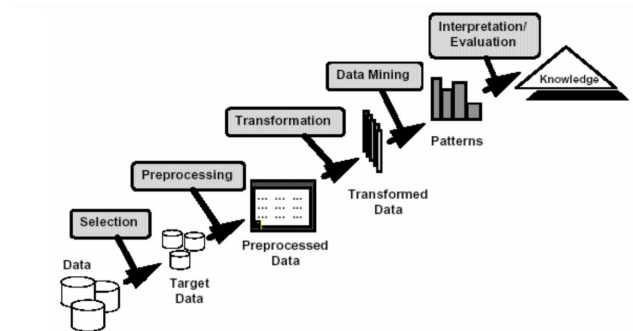 Interpretation/
Evaluation
Data Mining
Knowledge
Transformation
Patterns
Preprocessing
Transformed
Data
Selection
Preprocessed
Data
Data
Target
Data